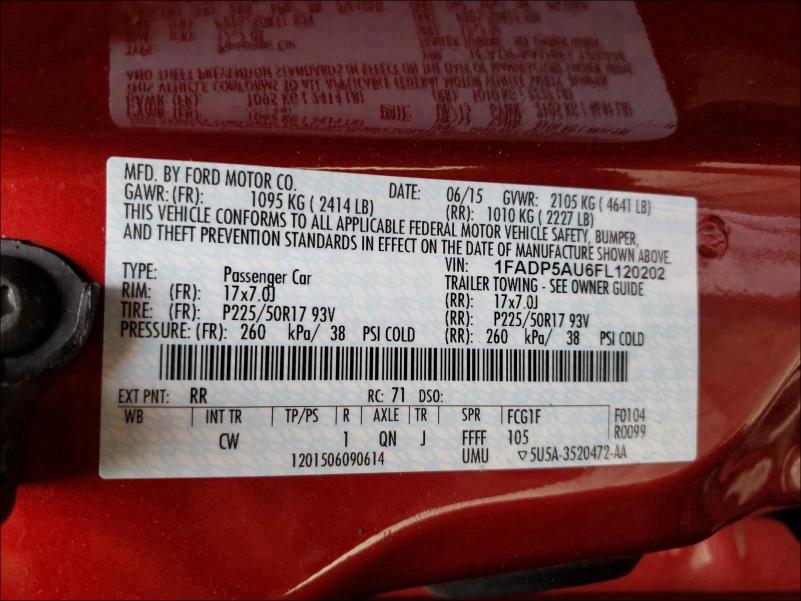 MFD. BY FORD MOTOR CO. DATE: 06/15 GVWR: 2105 KG ( 4641 LB)
GAWR: (FR): 1095 KG ( 2414 LB) (RR): 1010 KG ( 2227 LB)
THIS VEHICLE CONFORMS TO ALL APPLICABLE FEDERAL MOTOR VEHICLE SAFETY, BUMPER,
AND THEFT PREVENTION STANDARDS IN EFFECT ON THE DATE OF MANUFACTURE SHOWN ABOVE.
VIN: 1FADP5AU6FL120202
TYPE: Passenger Car TRAILER TOWING - SEE OWNER GUIDE
RIM: (FR): 17x7.0J (RR): 17x7.0J
TIRE: (FR): P225/50R17 93V (RR): P225/50R17 93V
PRESSURE: (FR): 260 kPa/ 38 PSI COLD (RR): 260 kPa/ 38 PSI COLD
EXT PNT: RR RC: 71 DSO:
WB INT TR TP/PS R AXLE TR SPR FCG1F F0104
CW 1 QN J FFFF 105 R0099
1201506090614 UMU ▽5U5A-3520472-AA